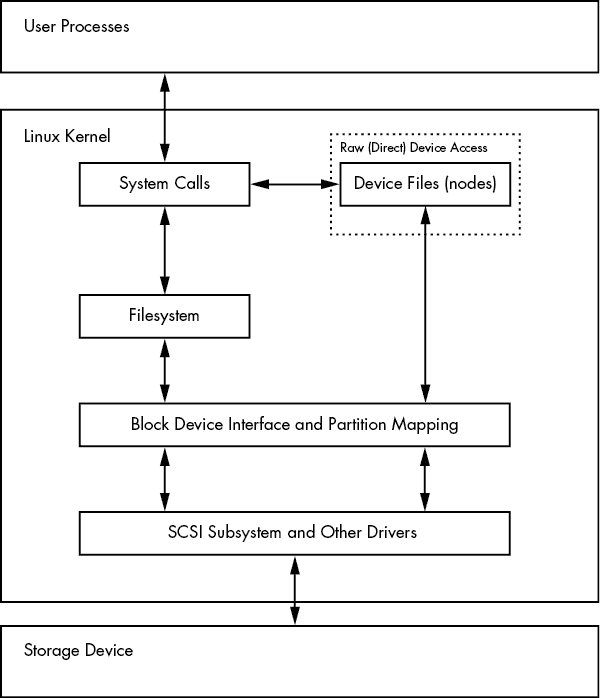 User Processes
Linux Kernel
Raw (Direct) Device Access
System Calls
Device Files (nodes)
Filesystem
Block Device Interface and Partition Mapping
SCSI Subsystem and Other Drivers
Storage Device